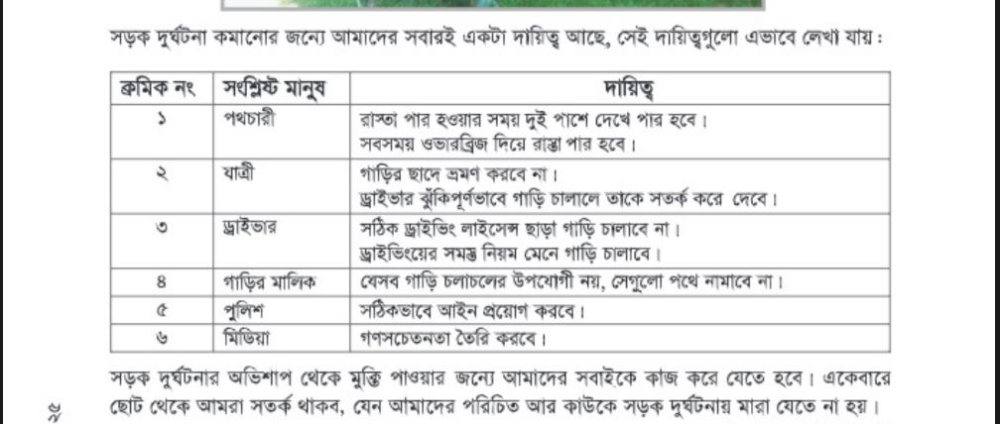 সড়ক দুর্ঘটনা কমানোর জন্যে আমাদের সবারই একটা দায়িত্ব আছে, সেই দায়িত্বগুলো এভাবে লেখা যায় :
ক্রমিক নং সংশ্লিষ্ট মানুষ দায়িত্ব
১ পথচারী রাস্তা পার হওয়ার সময় দুই পাশে দেখে পার হবে।
সবসময় ওভারব্রিজ দিয়ে রাস্তা পার হবে।
২ যাত্রী গাড়ির ছাদে ভ্রমণ করবে না।
ড্রাইভার ঝুঁকিপূর্ণভাবে গাড়ি চালালে তাকে সতর্ক করে দেবে।
৩ ড্রাইভার সঠিক ড্রাইভিং লাইসেন্স ছাড়া গাড়ি চালাবে না।
ড্রাইভিংয়ের সমস্ত নিয়ম মেনে গাড়ি চালাবে।
৪ গাড়ির মালিক যেসব গাড়ি চলাচলের উপযোগী নয়, সেগুলো পথে নামাবে না।
৫ পুলিশ সঠিকভাবে আইন প্রয়োগ করবে।
৬ মিডিয়া গণসচেতনতা তৈরি করবে।
সড়ক দুর্ঘটনার অভিশাপ থেকে মুক্তি পাওয়ার জন্যে আমাদের সবাইকে কাজ করে যেতে হবে। একেবারে
ছোট থেকে আমরা সতর্ক থাকব, যেন আমাদের পরিচিত আর কাউকে সড়ক দুর্ঘটনায় মারা যেতে না হয়।